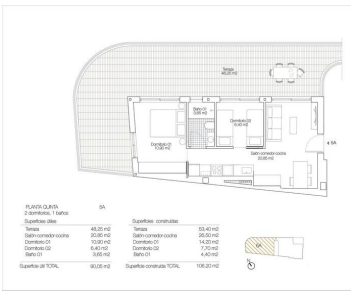 Terraza
48,25 m2
Baño 01
3,65 m2
Dormitorio 01
10,90 m2
Dormitorio 02
6,40 m2
Salón-comedor-cocina
20,85 m2
5A
PLANTA QUINTA 5A
2 dormitorios, 1 baños
Superficies útiles Superficies construidas
Terraza 48,25 m2 Terraza 53,40 m2
Salón-comedor-cocina 20,85 m2 Salón-comedor-cocina 26,50 m2
Dormitorio 01 10,90 m2 Dormitorio 01 14,20 m2
Dormitorio 02 6,40 m2 Dormitorio 02 7,70 m2
Baño 01 3,65 m2 Baño 01 4,40 m2
Superficie útil TOTAL 90,05 m2 Superficie construida TOTAL 106,20 m2
5A
N